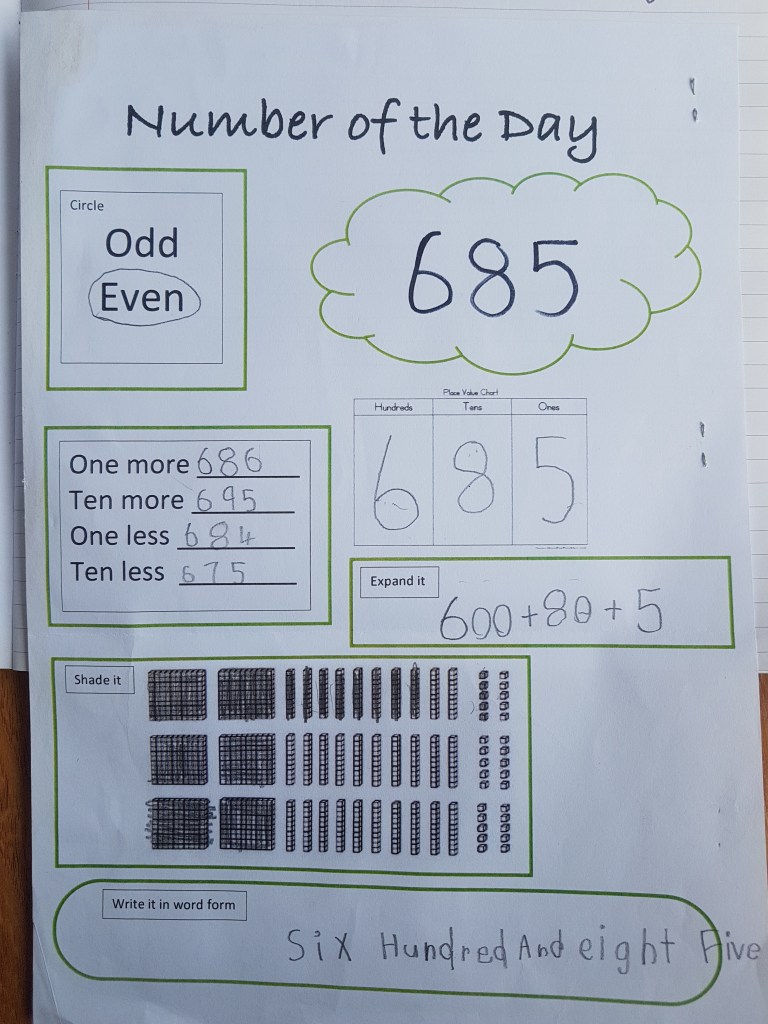 Number of the Day
Circle
Odd
Even
685
Place Value Chart
Hundreds Tens Ones
6 8 5
One more 686
Ten more 695
One less 684
Ten less 675
Expand it
600+80+5
Shade it
Write it in word form
Six Hundred And eight Five